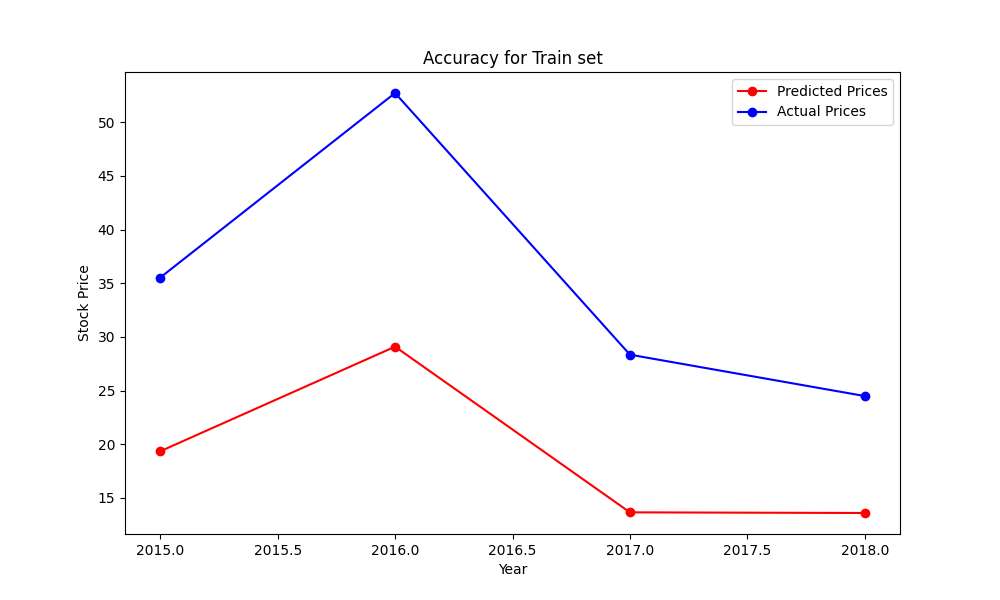 Accuracy for Train set
Predicted Prices
Actual Prices
50
45
40
35
30
25
20
15
Stock Price
2015.0 2015.5 2016.0 2016.5 2017.0 2017.5 2018.0
Year